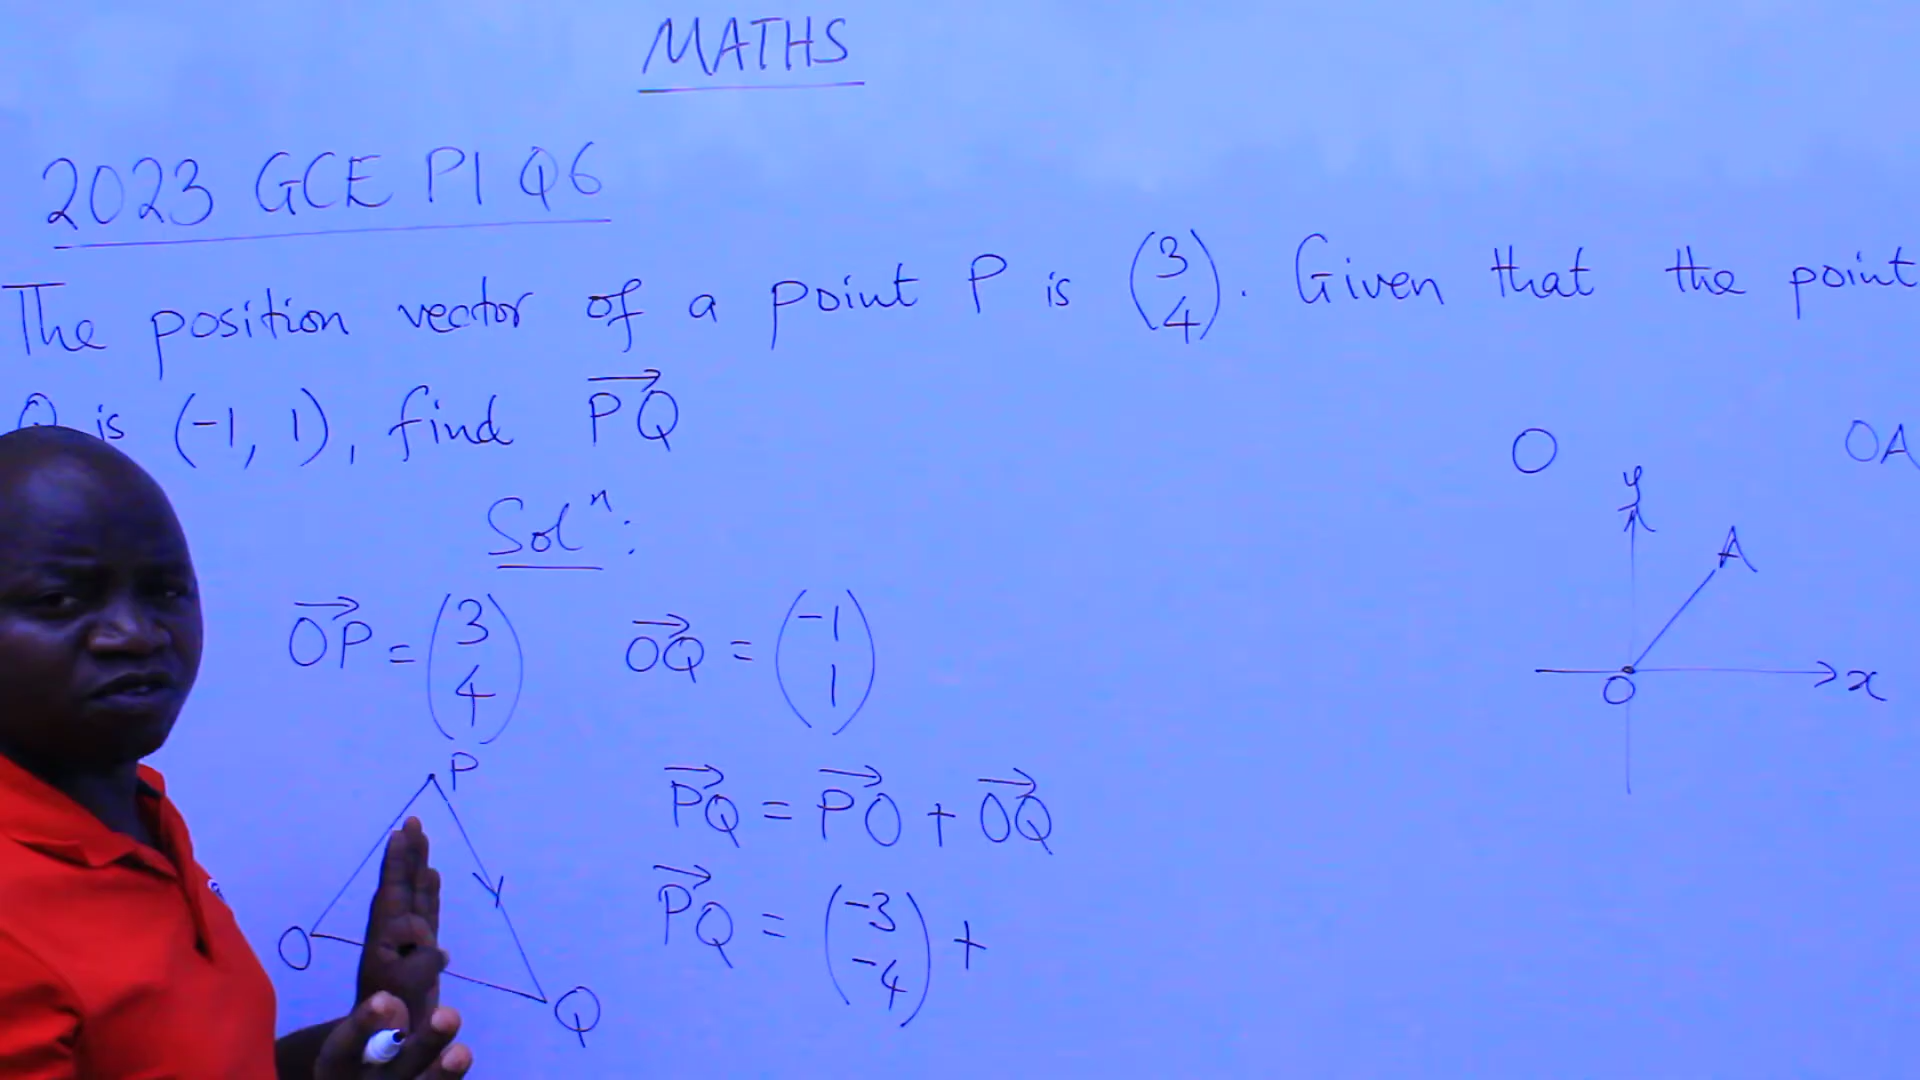 MATHS
2023 GCE P1 Q6
The position vector of a point P is (3 4). Given that the point
Q is (-1, 1), find PQ
Solⁿ:
O OA
y
A
O x
OP = (3 4) OQ = (-1 1)
P
O Q
PQ = PO + OQ
PQ = (-3 -4) +